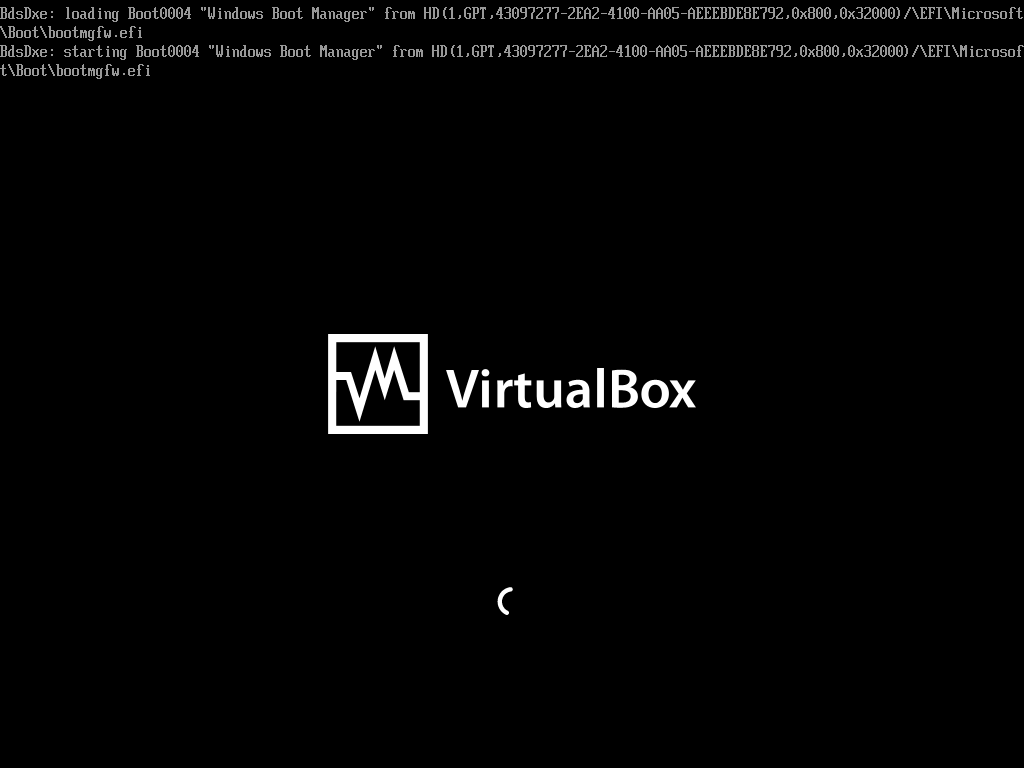 BdsDxe: loading Boot0004 "Windows Boot Manager" from HD(1,GPT,43097277-2EA2-4100-AA05-AEEEBDE8E792,0x800,0x32000)/\EFI\Microsoft
\Boot\bootmgfw.efi
BdsDxe: starting Boot0004 "Windows Boot Manager" from HD(1,GPT,43097277-2EA2-4100-AA05-AEEEBDE8E792,0x800,0x32000)/\EFI\Microsof
t\Boot\bootmgfw.efi
VirtualBox